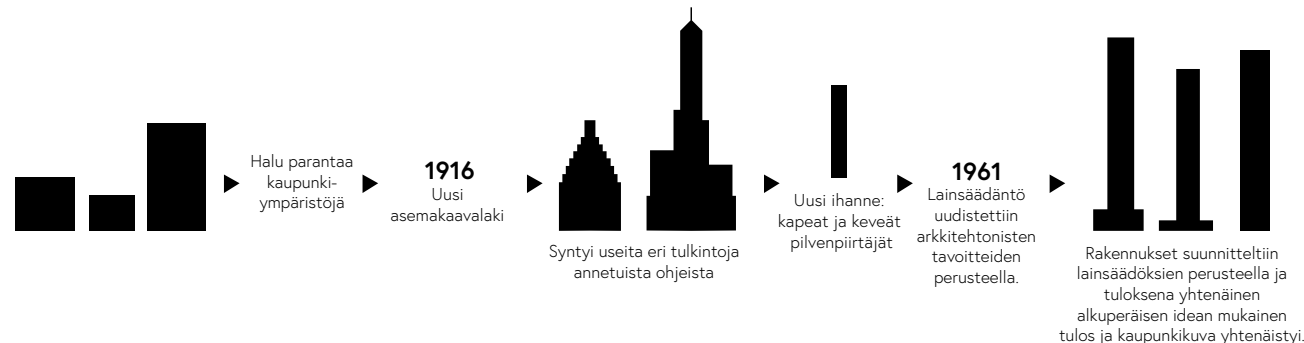 Halu parantaa
kaupunki-
ympäristöjä
1916
Uusi
asemakaavalaki
Syntyi useita eri tulkintoja
annetuista ohjeista
Uusi ihanne:
kapeat ja keveät
pilvenpiirtäjät
1961
Lainsäädäntö
uudistettiin
arkkitehtonisten
tavoitteiden
perusteella.
Rakennukset suunniteltiin
lainsäädöksien perusteella ja
tuloksena yhtenäinen
alkuperäisen idean mukainen
tulos ja kaupunkikuva yhtenäistyi.